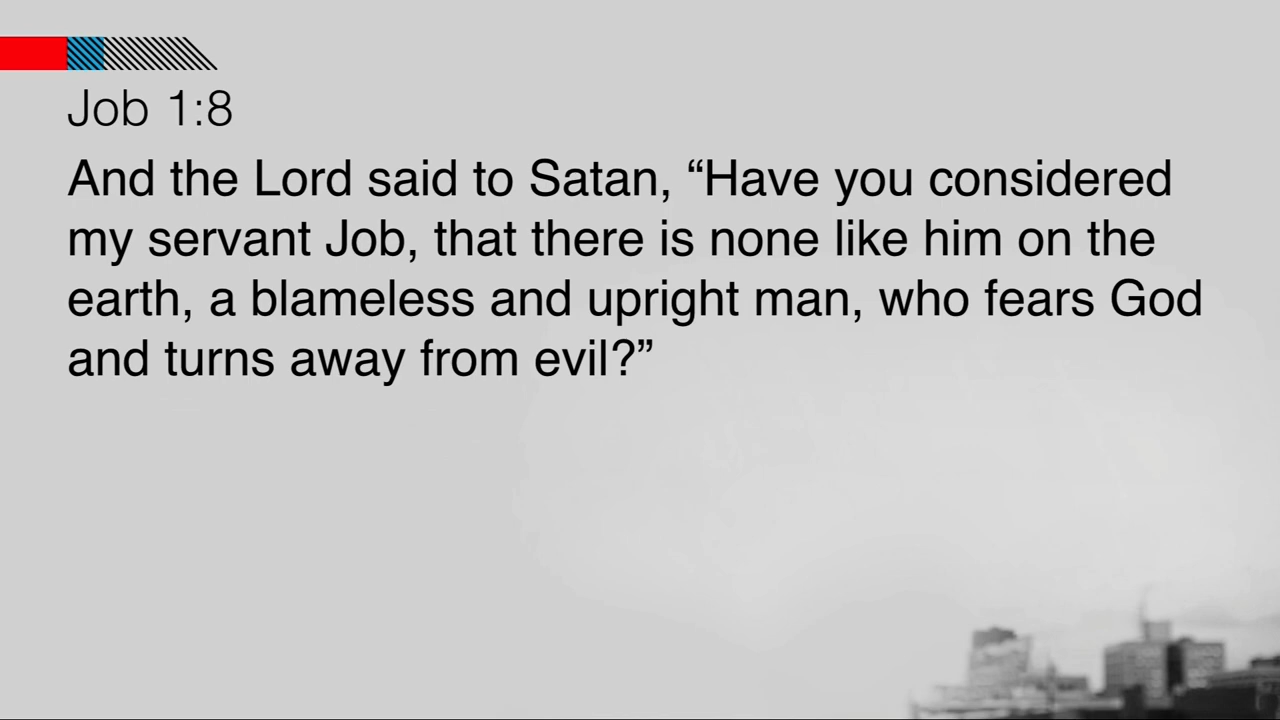 Job 1:8
And the Lord said to Satan, “Have you considered
my servant Job, that there is none like him on the
earth, a blameless and upright man, who fears God
and turns away from evil?”